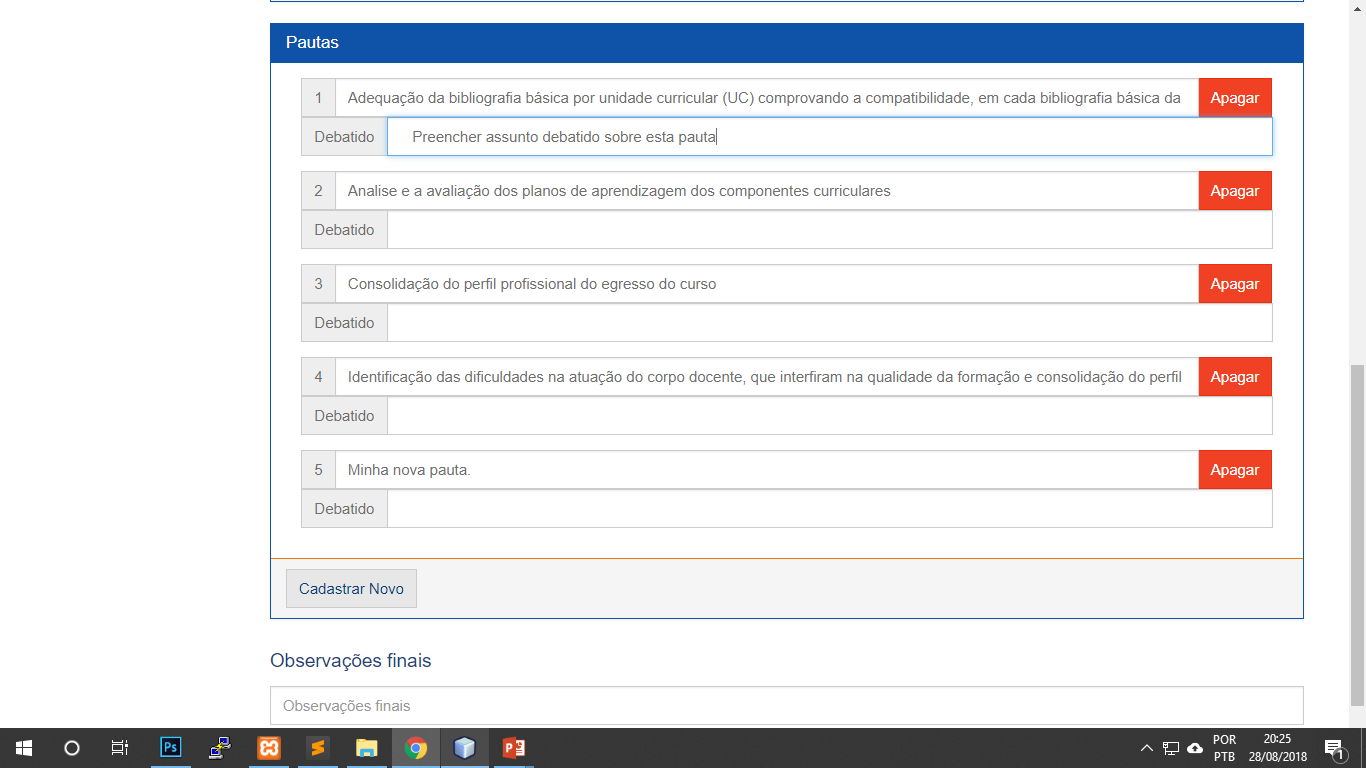 Pautas
1 Adequação da bibliografia básica por unidade curricular (UC) comprovando a compatibilidade, em cada bibliografia básica da Apagar
Debatido Preencher assunto debatido sobre esta pauta
2 Analise e a avaliação dos planos de aprendizagem dos componentes curriculares Apagar
Debatido
3 Consolidação do perfil profissional do egresso do curso Apagar
Debatido
4 Identificação das dificuldades na atuação do corpo docente, que interfiram na qualidade da formação e consolidação do perfil Apagar
Debatido
5 Minha nova pauta. Apagar
Debatido
Cadastrar Novo
Observações finais
Observações finais
Ps
POR 20:25
PTB 28/08/2018
1